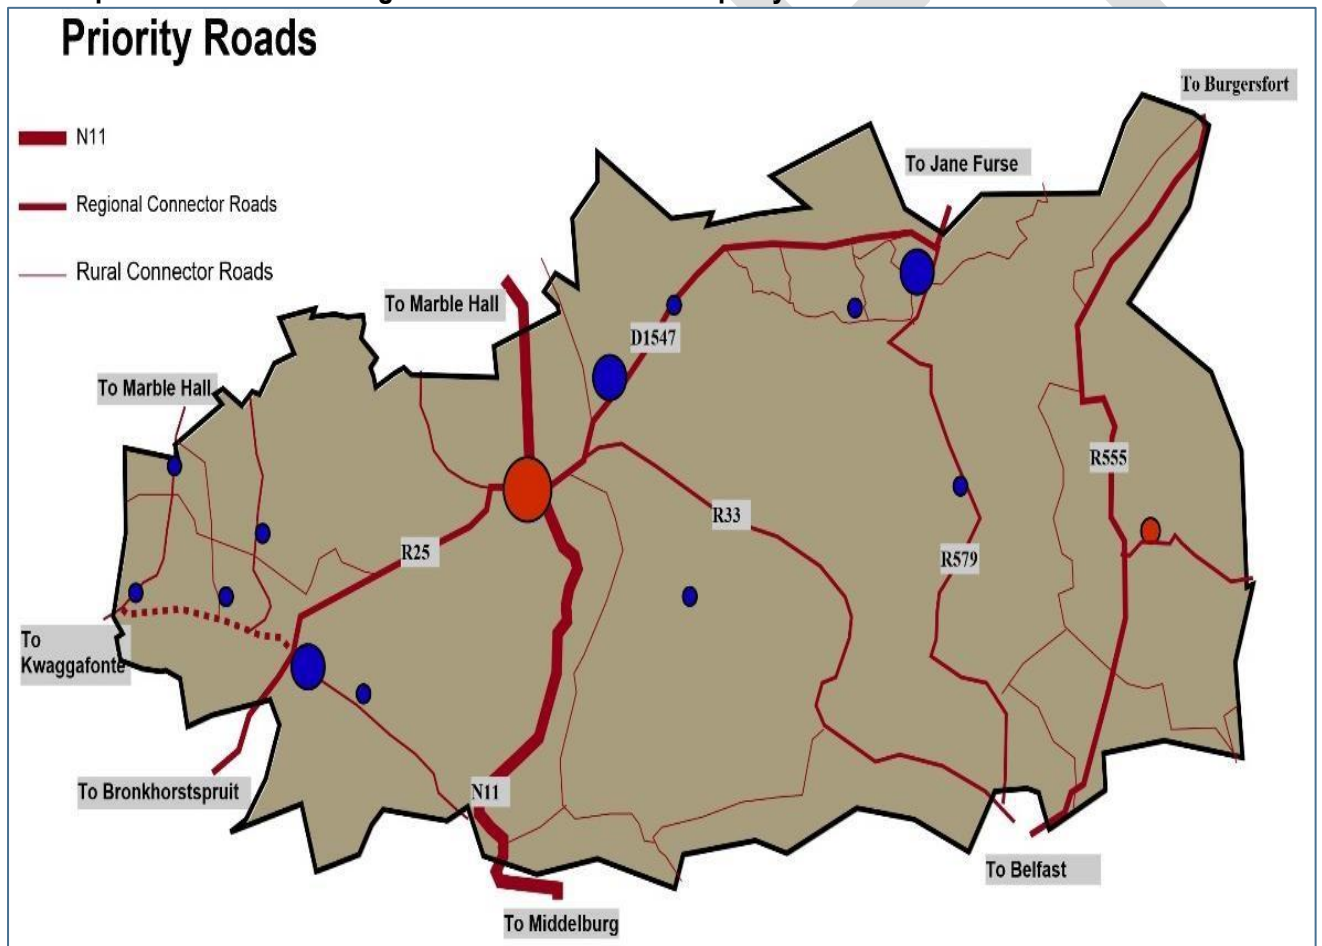 Priority Roads
To Burgersfort
N11
To Jane Furse
Regional Connector Roads
Rural Connector Roads
To Marble Hall
D1547
To Marble Hall
R555
R33
R25
R579
To
Kwaggafonte
To Bronkhorstspruit
N11
To Belfast
To Middelburg